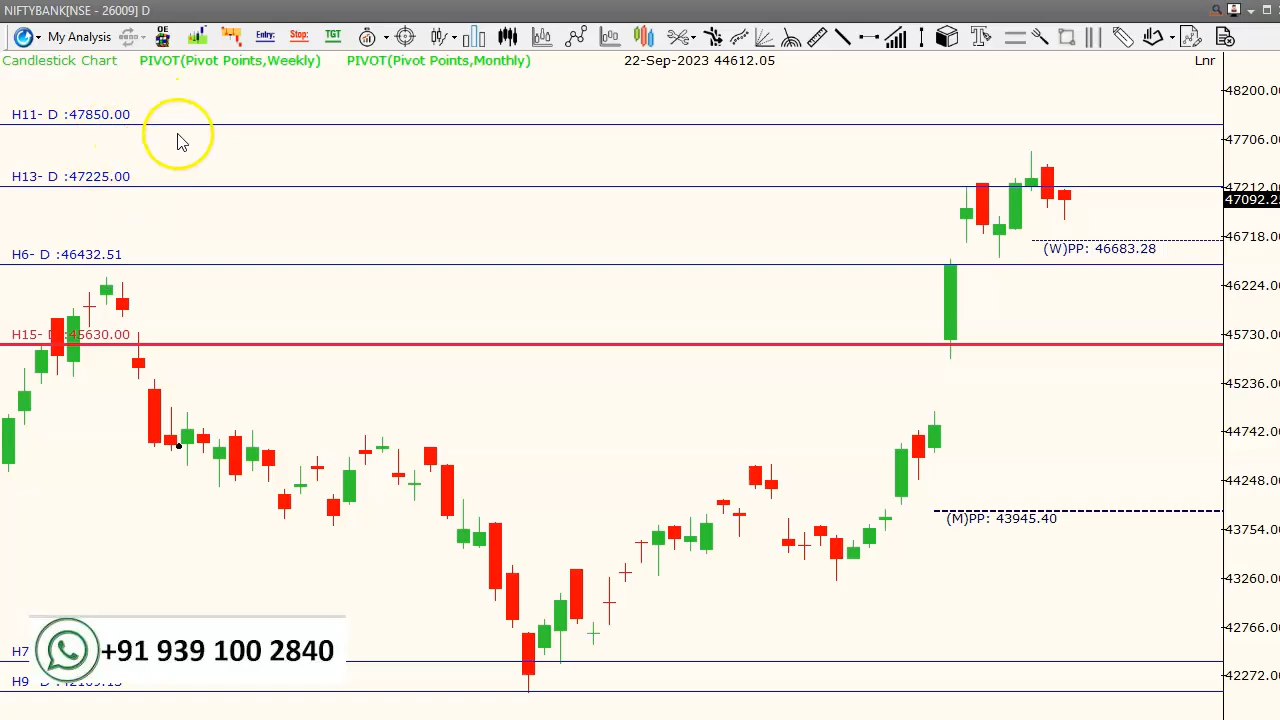 NIFTYBANK[NSE - 26009] D
My Analysis
OE
Entry:
Stop:
TGT
Candlestick Chart PIVOT(Pivot Points,Weekly) PIVOT(Pivot Points,Monthly) 22-Sep-2023 44612.05 Lnr
48200.00
H11- D :47850.00
47706.00
H13- D :47225.00
47212.00
47092.2
46718.00
(W)PP: 46683.28
H6- D :46432.51
46224.00
H15- D :45630.00
45730.00
45236.00
44742.00
44248.00
(M)PP: 43945.40
43754.00
43260.00
42766.00
+91 939 100 2840
H7
42272.00
H9